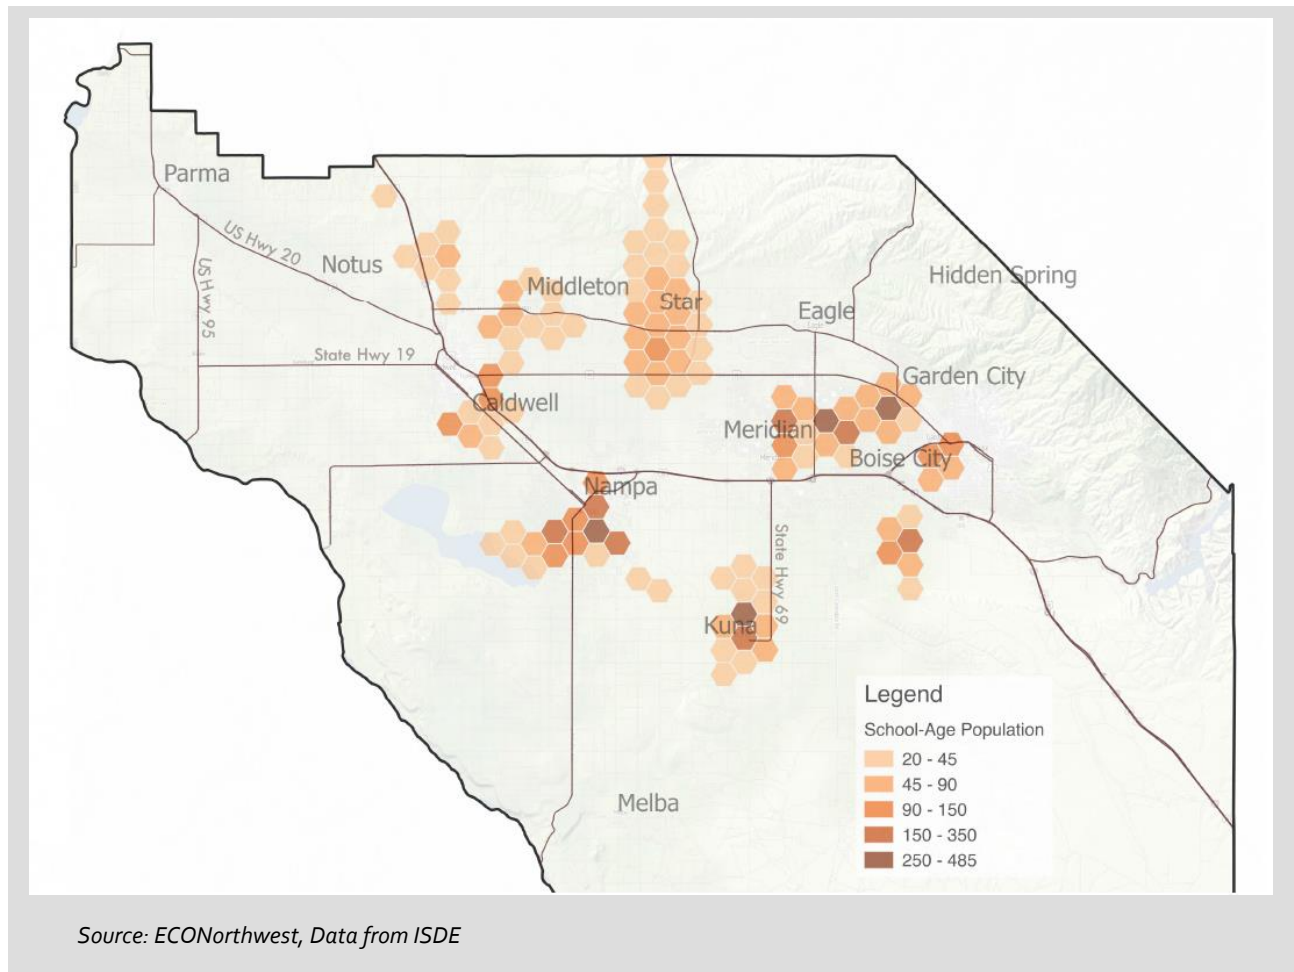 Parma
US Hwy 20
US Hwy 95
Notus
Middleton
Star
Hidden Spring
Eagle
State Hwy 19
Garden City
Caldwell
Meridian
Boise City
Nampa
State Hwy 69
Kuna
Melba
Legend
School-Age Population
20 - 45
45 - 90
90 - 150
150 - 350
250 - 485
Source: ECONorthwest, Data from ISDE